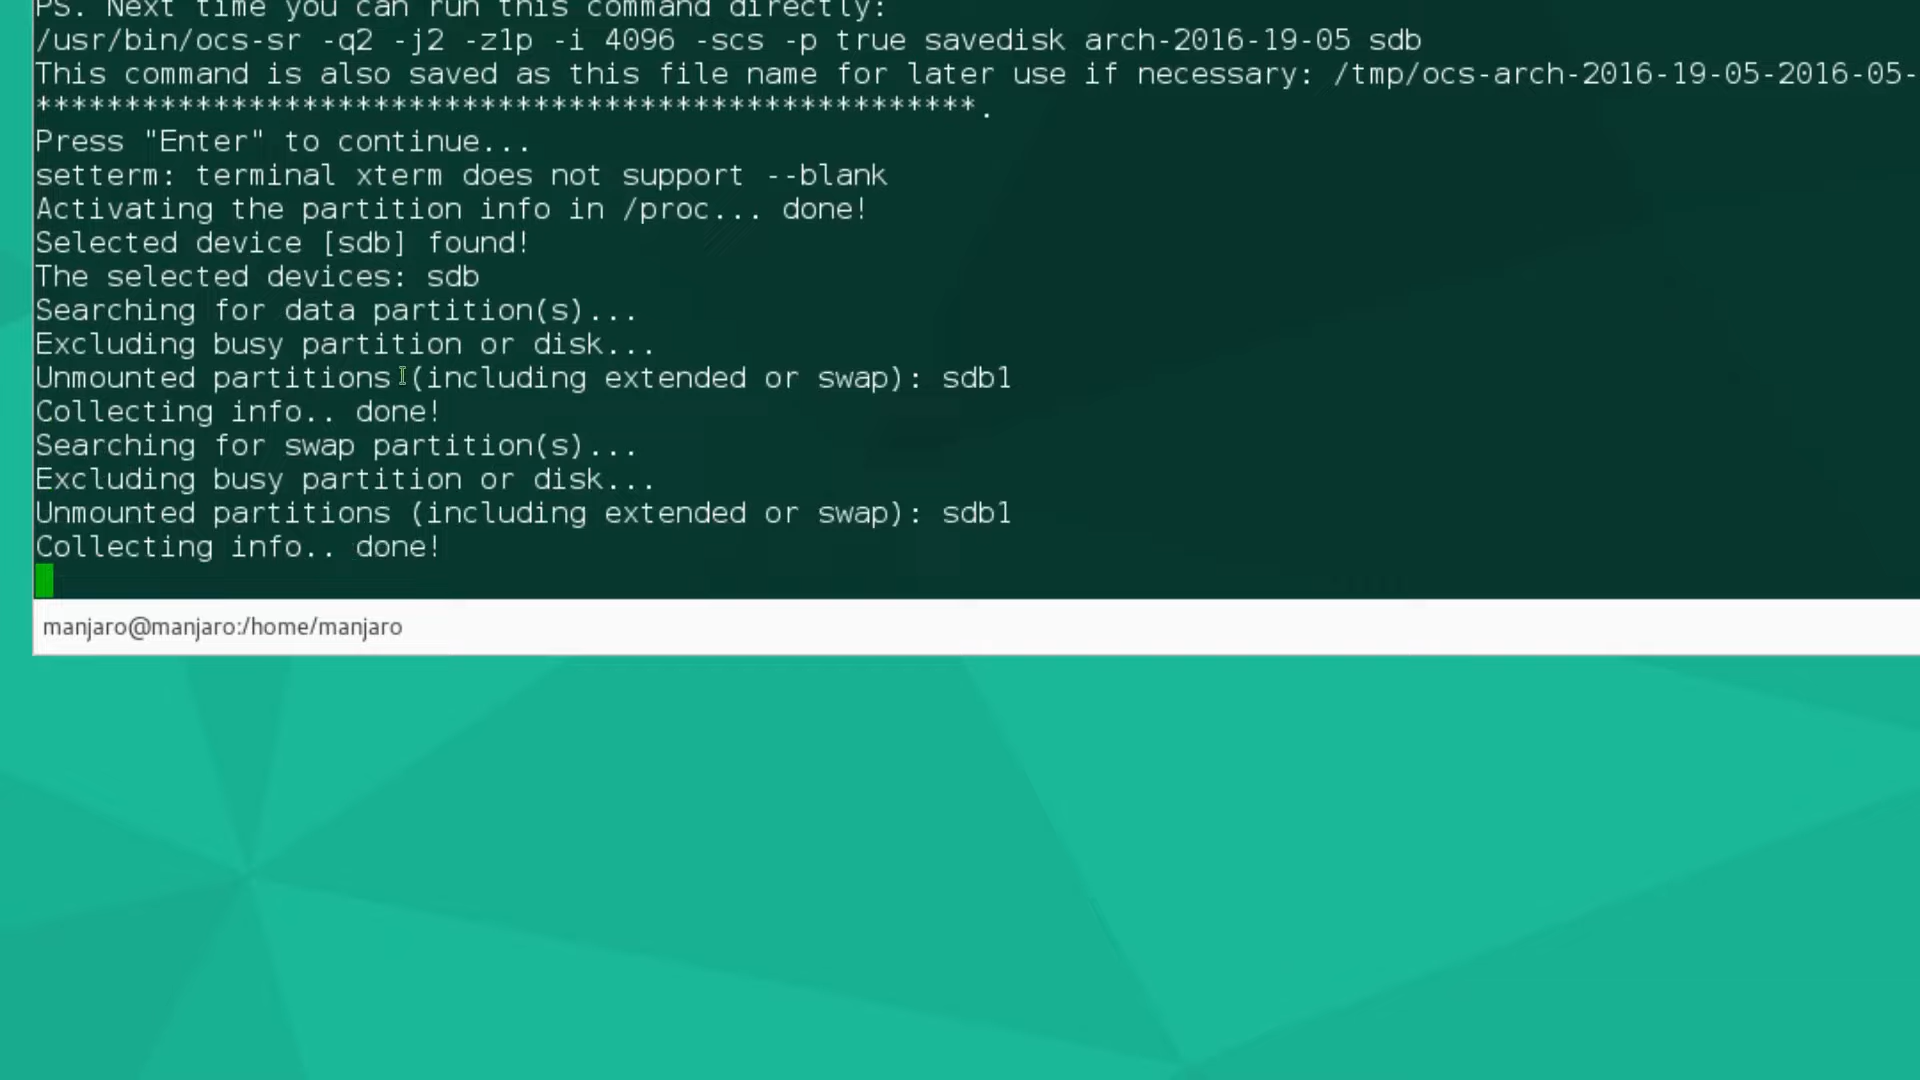 PS. Next time you can run this command directly:
/usr/bin/ocs-sr -q2 -j2 -z1p -i 4096 -scs -p true savedisk arch-2016-19-05 sdb
This command is also saved as this file name for later use if necessary: /tmp/ocs-arch-2016-19-05-2016-05-
*****************************************************.
Press "Enter" to continue...
setterm: terminal xterm does not support --blank
Activating the partition info in /proc... done!
Selected device [sdb] found!
The selected devices: sdb
Searching for data partition(s)...
Excluding busy partition or disk...
Unmounted partitions (including extended or swap): sdb1
Collecting info.. done!
Searching for swap partition(s)...
Excluding busy partition or disk...
Unmounted partitions (including extended or swap): sdb1
Collecting info.. done!
manjaro@manjaro:/home/manjaro